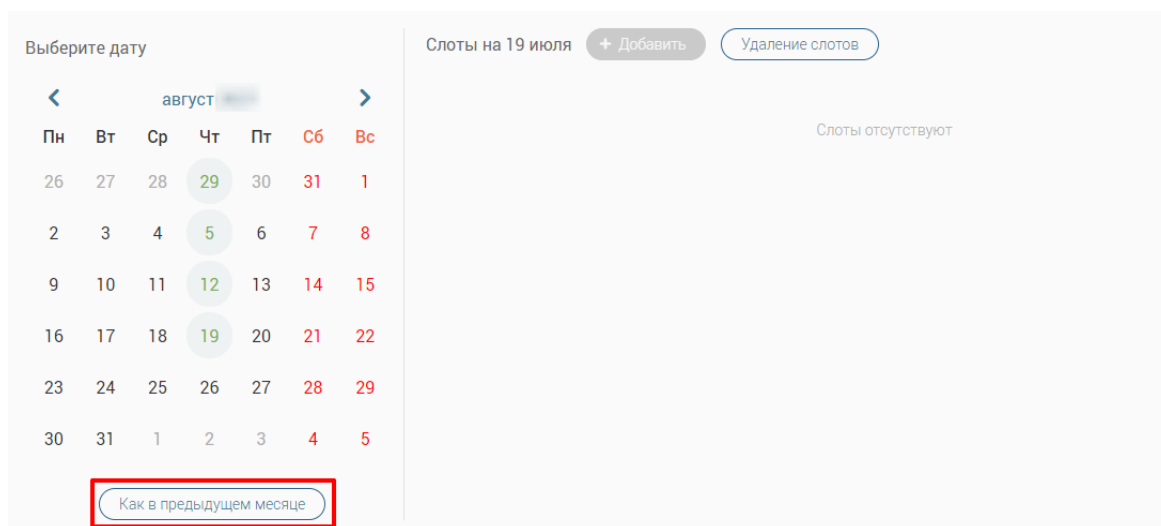 Выберите дату
август
Пн Вт Ср Чт Пт Сб Вс
26 27 28 29 30 31 1
2 3 4 5 6 7 8
9 10 11 12 13 14 15
16 17 18 19 20 21 22
23 24 25 26 27 28 29
30 31 1 2 3 4 5
Как в предыдущем месяце
Слоты на 19 июля + Добавить Удаление слотов
Слоты отсутствуют